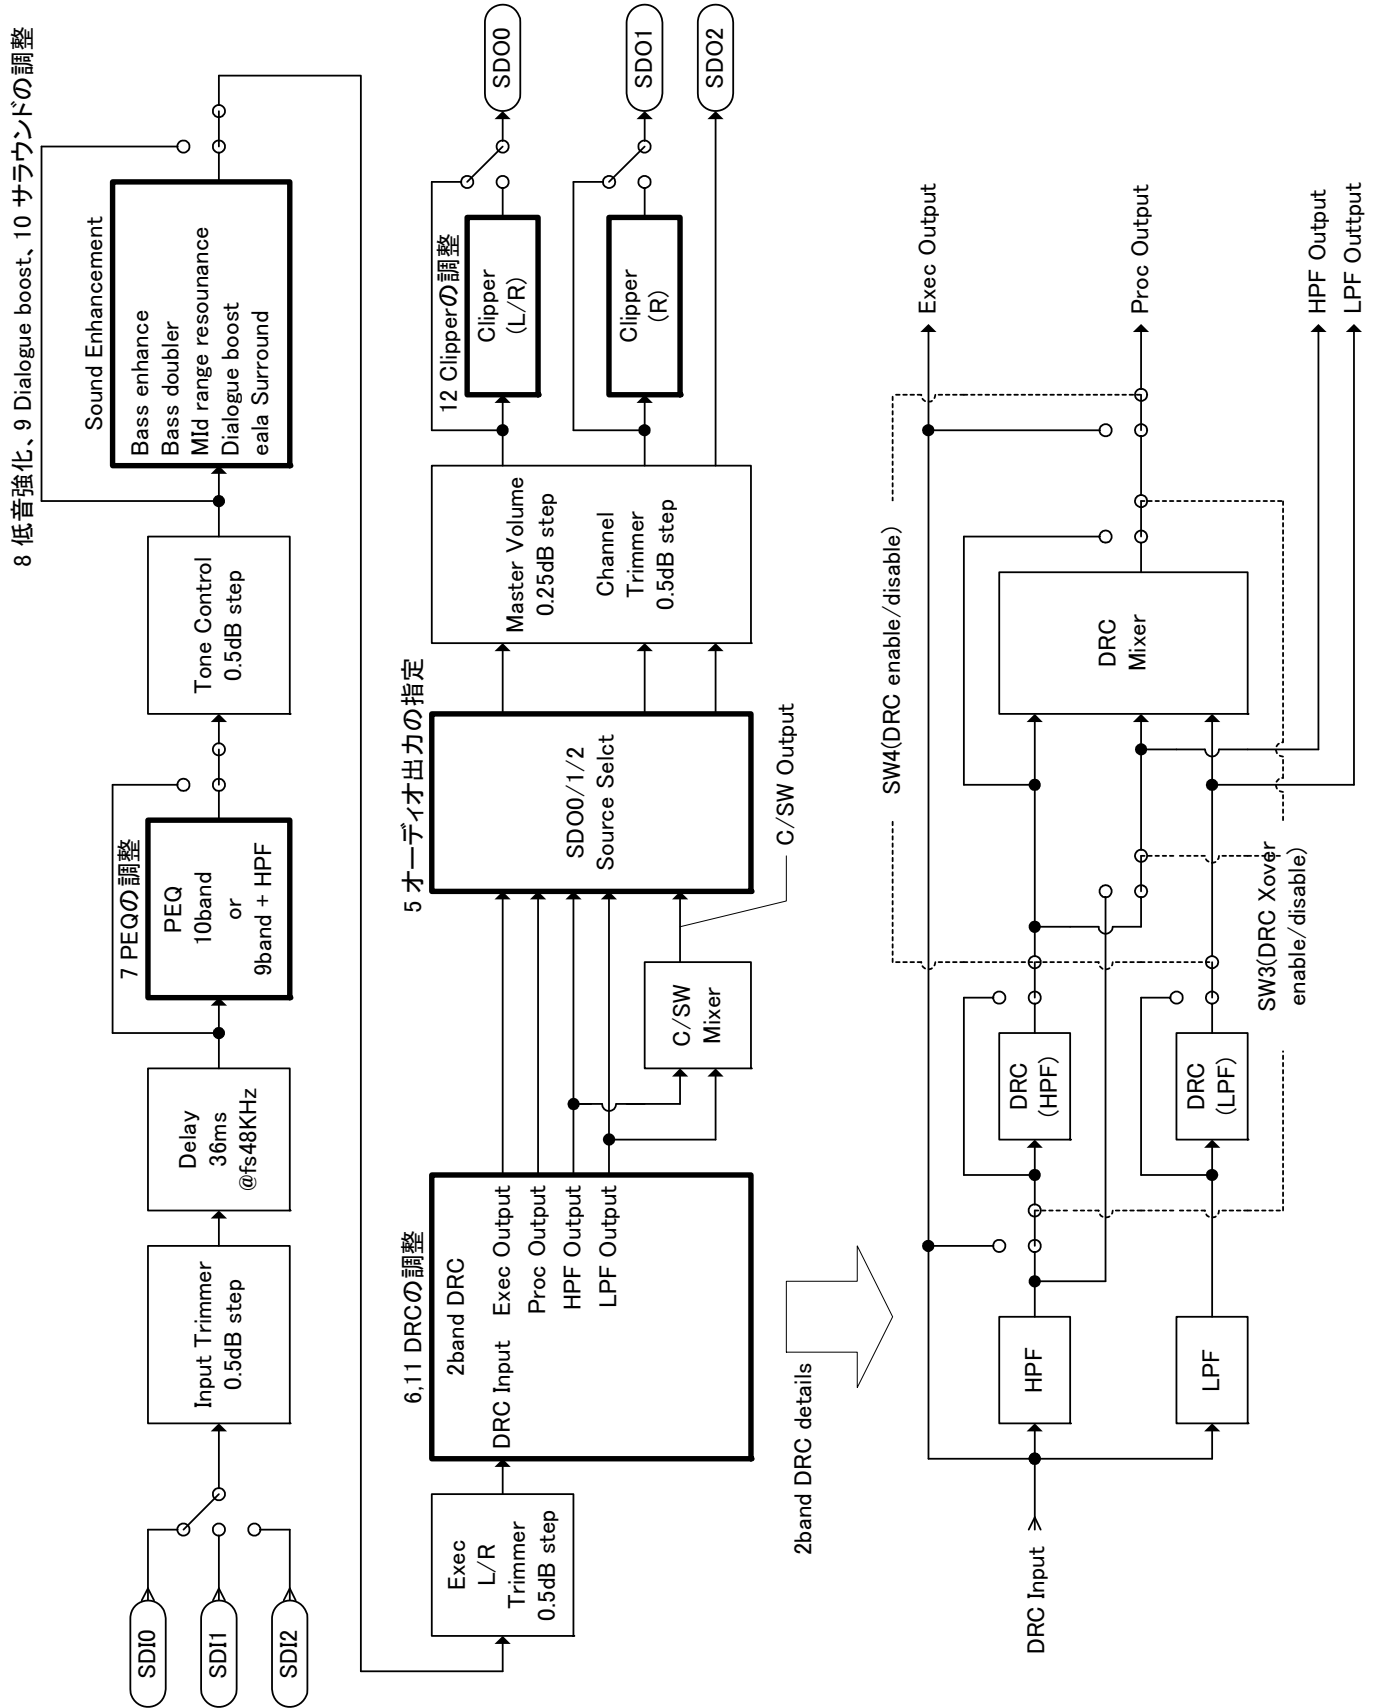 8 低音強化、9 Dialogue boost、10 サラウンドの調整
SDI0
SDI1
SDI2
Input Trimmer
0.5dB step
Delay
36ms
@fs48KHz
7 PEQの調整
PEQ
10band
or
9band + HPF
Tone Control
0.5dB step
Sound Enhancement
Bass enhance
Bass doubler
MId range resounance
Dialogue boost
eala Surround
Exec
L/R
Trimmer
0.5dB step
6,11 DRCの調整
2band DRC
DRC Input
Exec Output
Proc Output
HPF Output
LPF Output
C/SW
Mixer
C/SW Output
5 オーディオ出力の指定
SDO0/1/2
Source Selct
Master Volume
0.25dB step
Channel
Trimmer
0.5dB step
12 Clipperの調整
Clipper
(L/R)
Clipper
(R)
SDO0
SDO1
SDO2
2band DRC details
DRC Input
HPF
LPF
DRC
(HPF)
DRC
(LPF)
SW4(DRC enable/disable)
SW3(DRC Xover
enable/disable)
DRC
Mixer
Exec Output
Proc Output
HPF Output
LPF Outtput